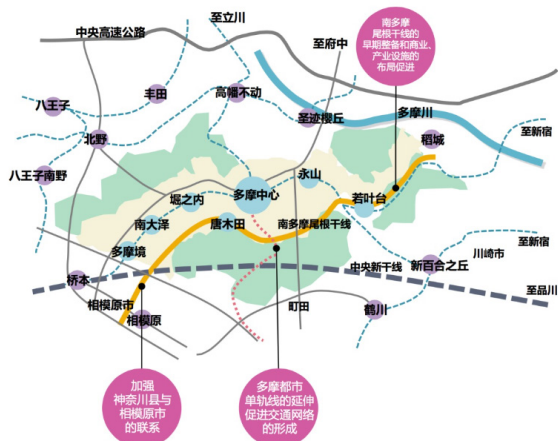 至立川
中央高速公路
至府中
南多摩
尾根干线的
早期整备和商业、
产业设施的
布局促进
丰田
高幡不动
八王子
多摩川
圣迹樱丘
稻城
至新宿
北野
永山
八王子南野
多摩中心
若叶台
堀之内
南大泽
唐木田
南多摩尾根干线
多摩境
川崎市
至新宿
新百合之丘
中央新干线
桥本
至品川
相模原市
町田
鹤川
相模原
加强
神奈川县与
相模原市
的联系
多摩都市
单轨线的延伸
促进交通网络
的形成